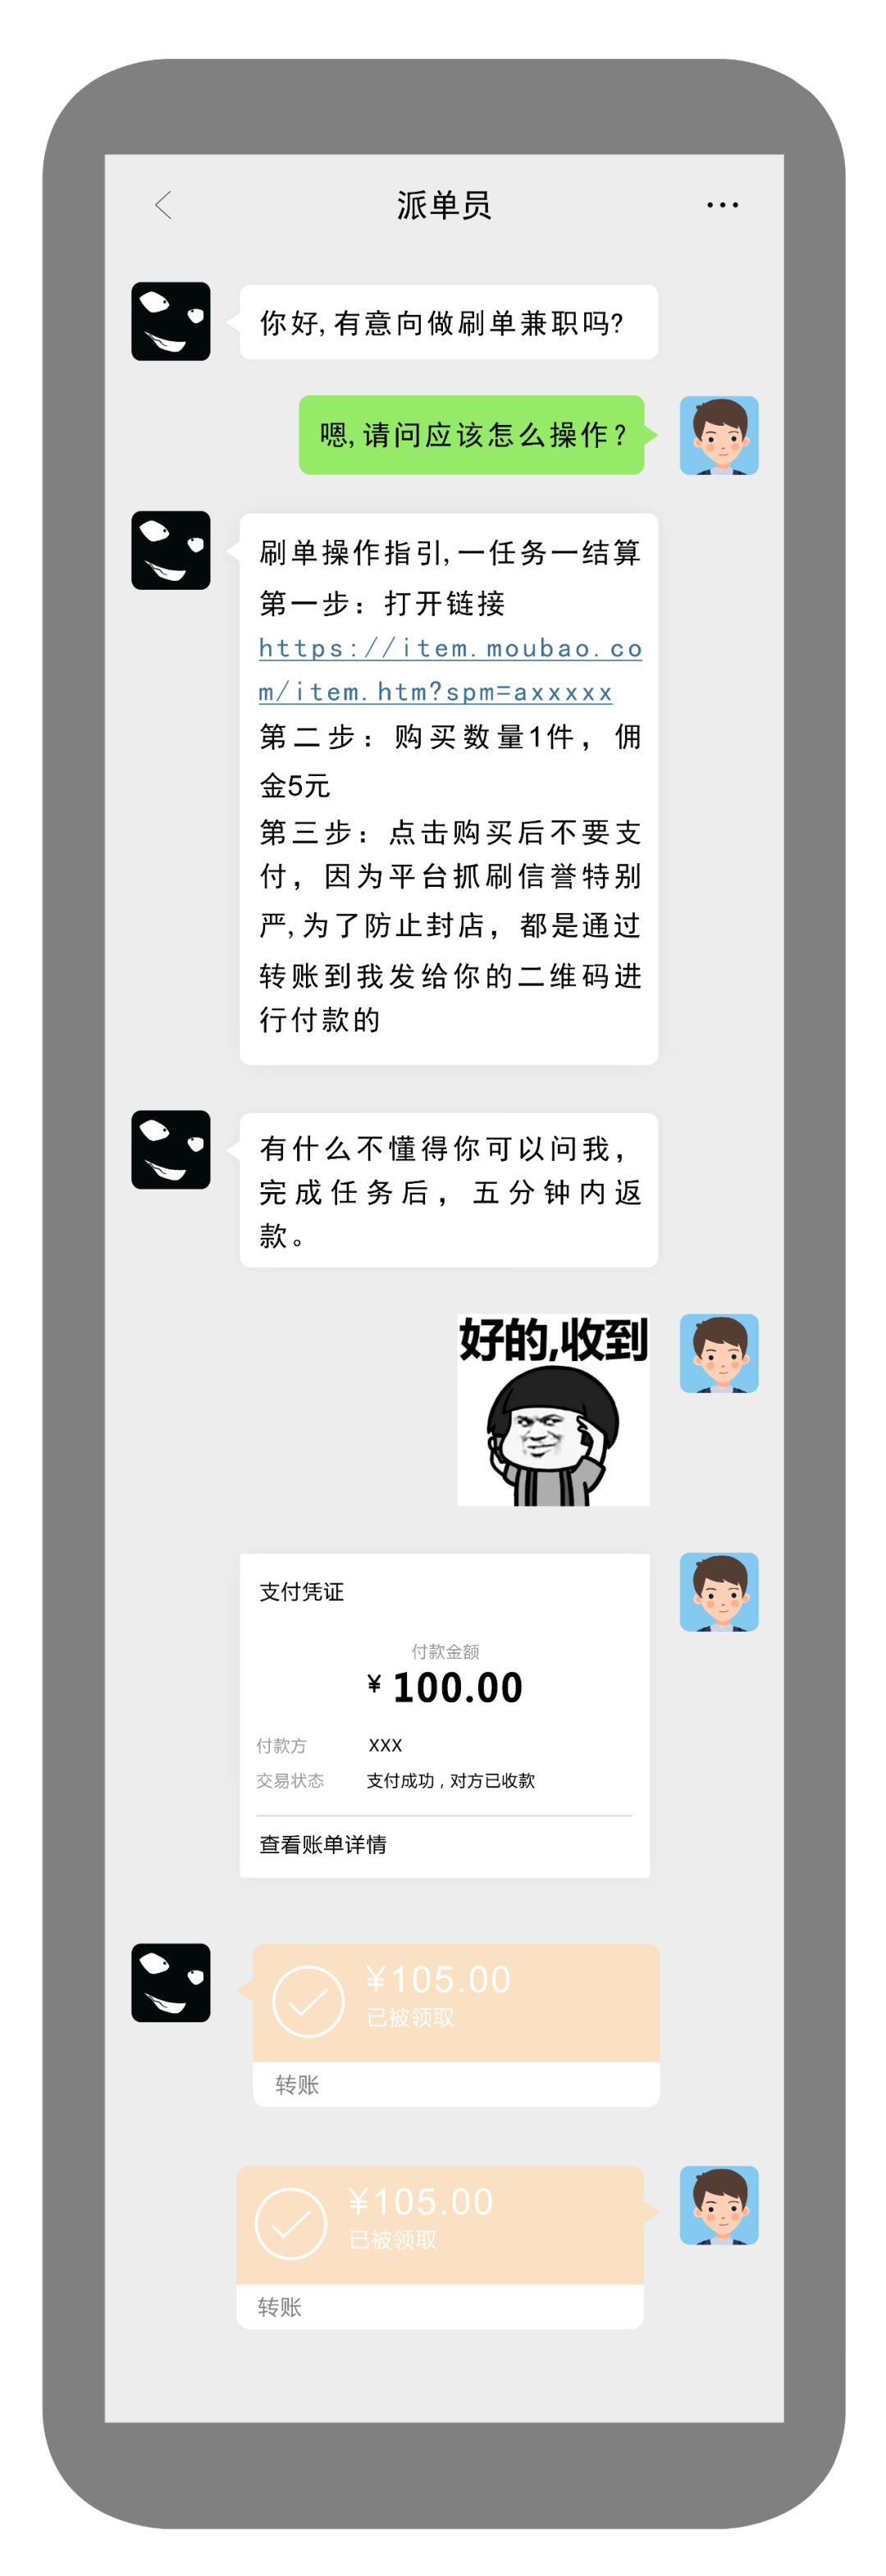 派单员
你好,有意向做刷单兼职吗?
嗯,请问应该怎么操作?
刷单操作指引,一任务一结算
第一步：打开链接
https://item.moubao.co
m/item.htm?spm=axxxxx
第二步：购买数量1件，佣
金5元
第三步：点击购买后不要支
付，因为平台抓刷信誉特别
严,为了防止封店，都是通过
转账到我发给你的二维码进
行付款的
有什么不懂得你可以问我，
完成任务后，五分钟内返
款。
好的,收到
支付凭证
付款金额
¥ 100.00
付款方 XXX
交易状态 支付成功，对方已收款
查看账单详情
¥105.00
已被领取
转账
¥105.00
已被领取
转账